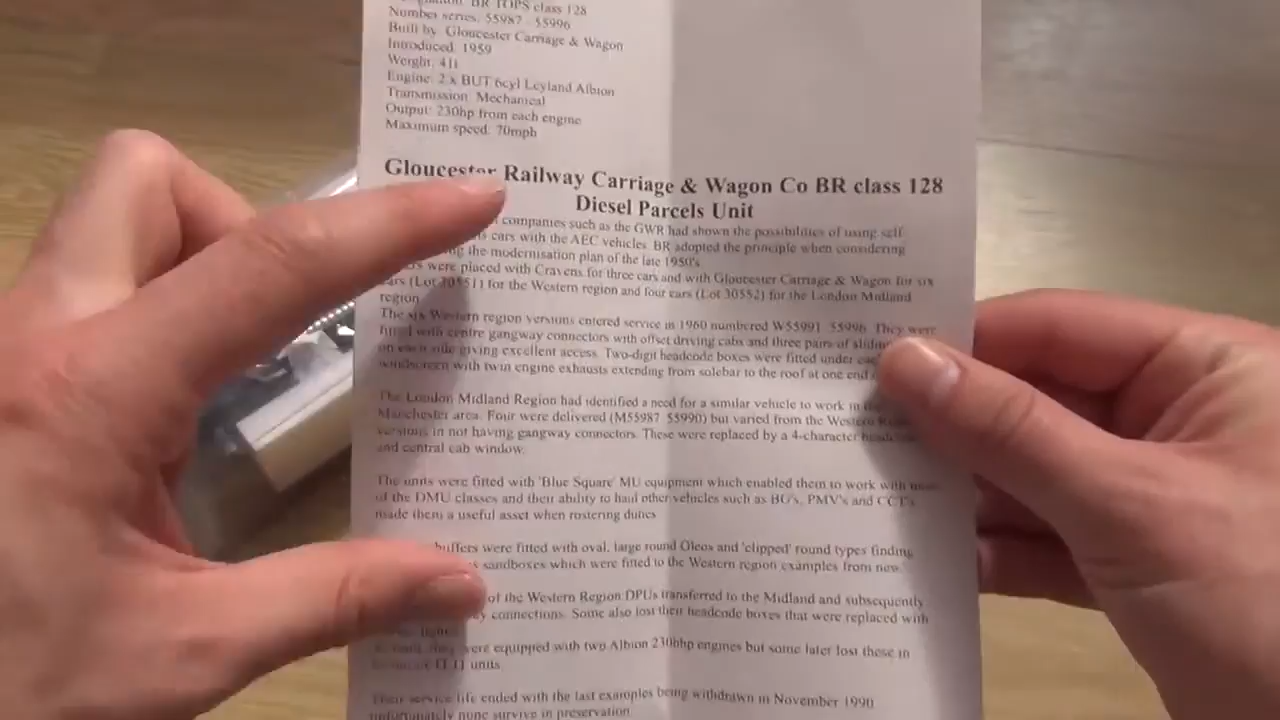 BR TOPS class 128
Number series: 55987 - 55996
Built by: Gloucester Carriage & Wagon
Introduced: 1959
Weight: 41t
Engine: 2 x BUT 6cyl Leyland Albion
Transmission: Mechanical
Output: 230hp from each engine
Maximum speed: 70mph
Gloucester Railway Carriage & Wagon Co BR class 128
Diesel Parcels Unit
companies such as the GWR had shown the possibilities of using self
cars with the AEC vehicles. BR adopted the principle when considering
the modernisation plan of the late 1950's
were placed with Cravens for three cars and with Gloucester Carriage & Wagon for six
cars (Lot 30551) for the Western region and four cars (Lot 30552) for the London Midland
region
The six Western region versions entered service in 1960 numbered W55991 - 55996. They were
fitted with centre gangway connectors with offset driving cabs and three pairs of
on each side giving excellent access. Two-digit headcode boxes were fitted under
windscreen with twin engine exhausts extending from solebar to the roof at one end
The London Midland Region had identified a need for a similar vehicle to work in
Manchester area. Four were delivered (M55987 - 55990) but varied from the Western
versions in not having gangway connectors. These were replaced by a 4-character
and central cab window.
The units were fitted with 'Blue Square' MU equipment which enabled them to work with
of the DMU classes and their ability to haul other vehicles such as BG's, PMV's and CCT's
made them a useful asset when rostering duties
buffers were fitted with oval, large round Oleos and 'clipped' round types finding
sandboxes which were fitted to the Western region examples from new.
of the Western Region DPUs transferred to the Midland and subsequently
connections. Some also lost their headcode boxes that were replaced with
were equipped with two Albion 230bhp engines but some later lost these in
units
Their service life ended with the last examples being withdrawn in November 1990
unfortunately none survive in preservation